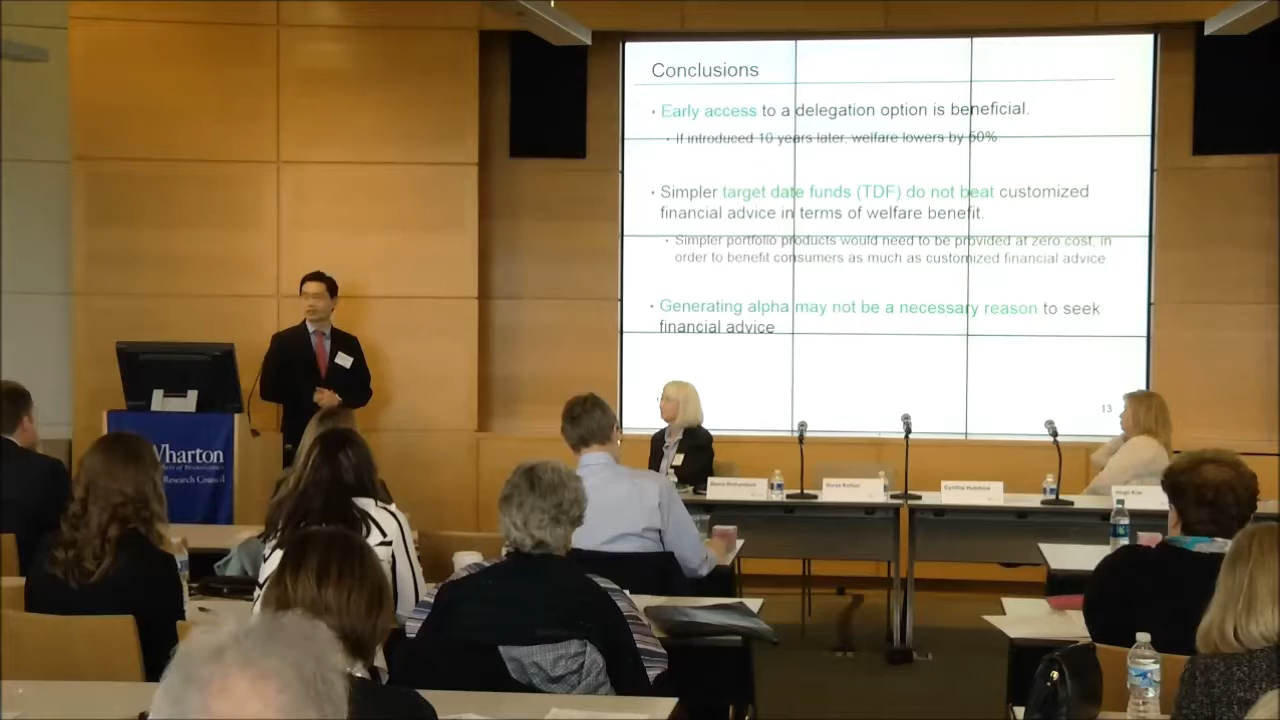 Conclusions
· Early access to a delegation option is beneficial.
· If introduced 10 years later, welfare lowers by 50%
· Simpler target date funds (TDF) do not beat customized
financial advice in terms of welfare benefit.
· Simpler portfolio products would need to be provided at zero cost, in
order to benefit consumers as much as customized financial advice
· Generating alpha may not be a necessary reason to seek
financial advice
13
Wharton
Research Council
Cynthia
Kim